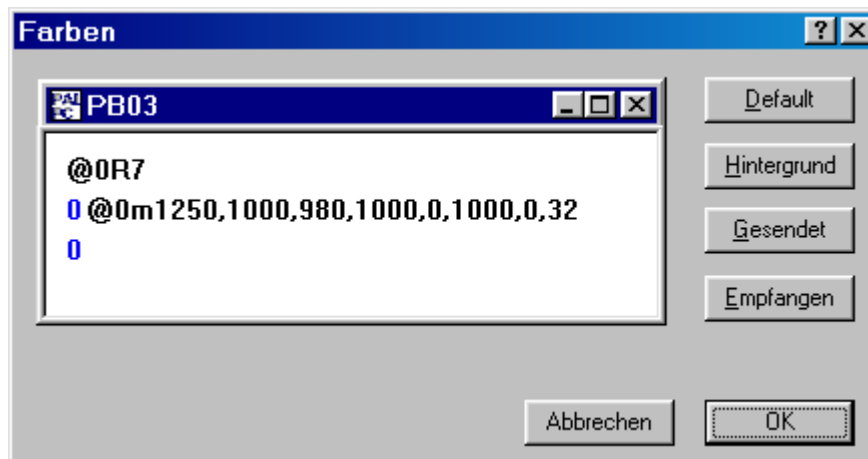 Farben
PB03
@0R7
0 @0m1250,1000,980,1000,0,1000,0,32
0
Default
Hintergrund
Gesendet
Empfangen
Abbrechen
OK